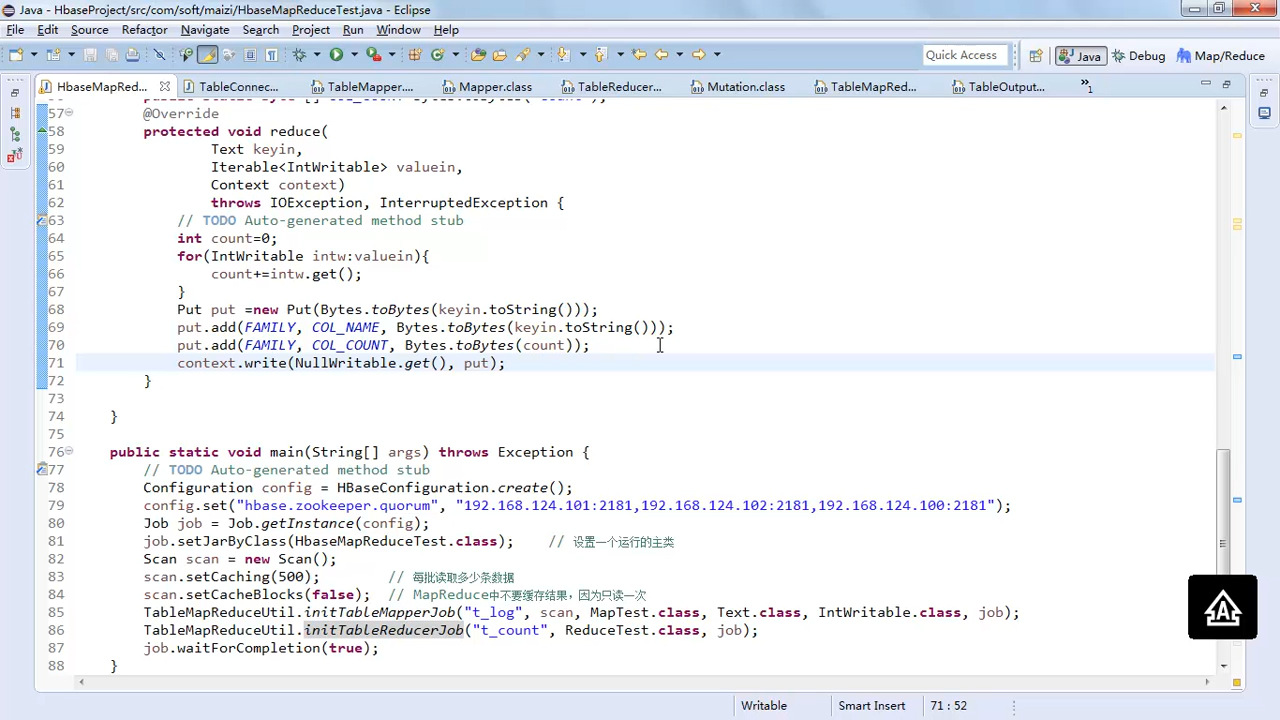 Java - HbaseProject/src/com/soft/maizi/HbaseMapReduceTest.java - Eclipse
File Edit Source Refactor Navigate Search Project Run Window Help
Quick Access Java Debug Map/Reduce
HbaseMapRed... TableConnec... TableMapper.... Mapper.class TableReducer... Mutation.class TableMapRed... TableOutput... »1
57 @Override
58 protected void reduce(
59 Text keyin,
60 Iterable<IntWritable> valuein,
61 Context context)
62 throws IOException, InterruptedException {
63 // TODO Auto-generated method stub
64 int count=0;
65 for(IntWritable intw:valuein){
66 count+=intw.get();
67 }
68 Put put =new Put(Bytes.toBytes(keyin.toString()));
69 put.add(FAMILY, COL_NAME, Bytes.toBytes(keyin.toString()));
70 put.add(FAMILY, COL_COUNT, Bytes.toBytes(count));
71 context.write(NullWritable.get(), put);
72 }
73
74 }
75
76 public static void main(String[] args) throws Exception {
77 // TODO Auto-generated method stub
78 Configuration config = HBaseConfiguration.create();
79 config.set("hbase.zookeeper.quorum", "192.168.124.101:2181,192.168.124.102:2181,192.168.124.100:2181");
80 Job job = Job.getInstance(config);
81 job.setJarByClass(HbaseMapReduceTest.class); // 设置一个运行的主类
82 Scan scan = new Scan();
83 scan.setCaching(500); // 每批读取多少条数据
84 scan.setCacheBlocks(false); // MapReduce中不要缓存结果，因为只读一次
85 TableMapReduceUtil.initTableMapperJob("t_log", scan, MapTest.class, Text.class, IntWritable.class, job);
86 TableMapReduceUtil.initTableReducerJob("t_count", ReduceTest.class, job);
87 job.waitForCompletion(true);
88 }
Writable Smart Insert 71 : 52
A